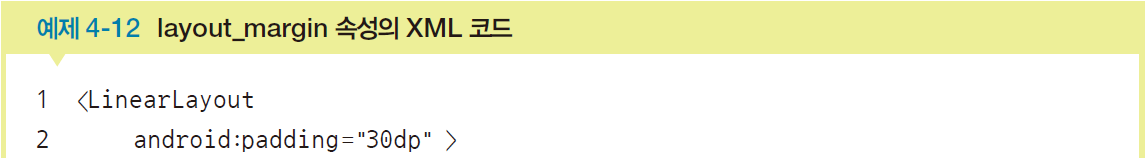 예제 4-12 layout_margin 속성의 XML 코드
1 <LinearLayout
2 android:padding="30dp" >